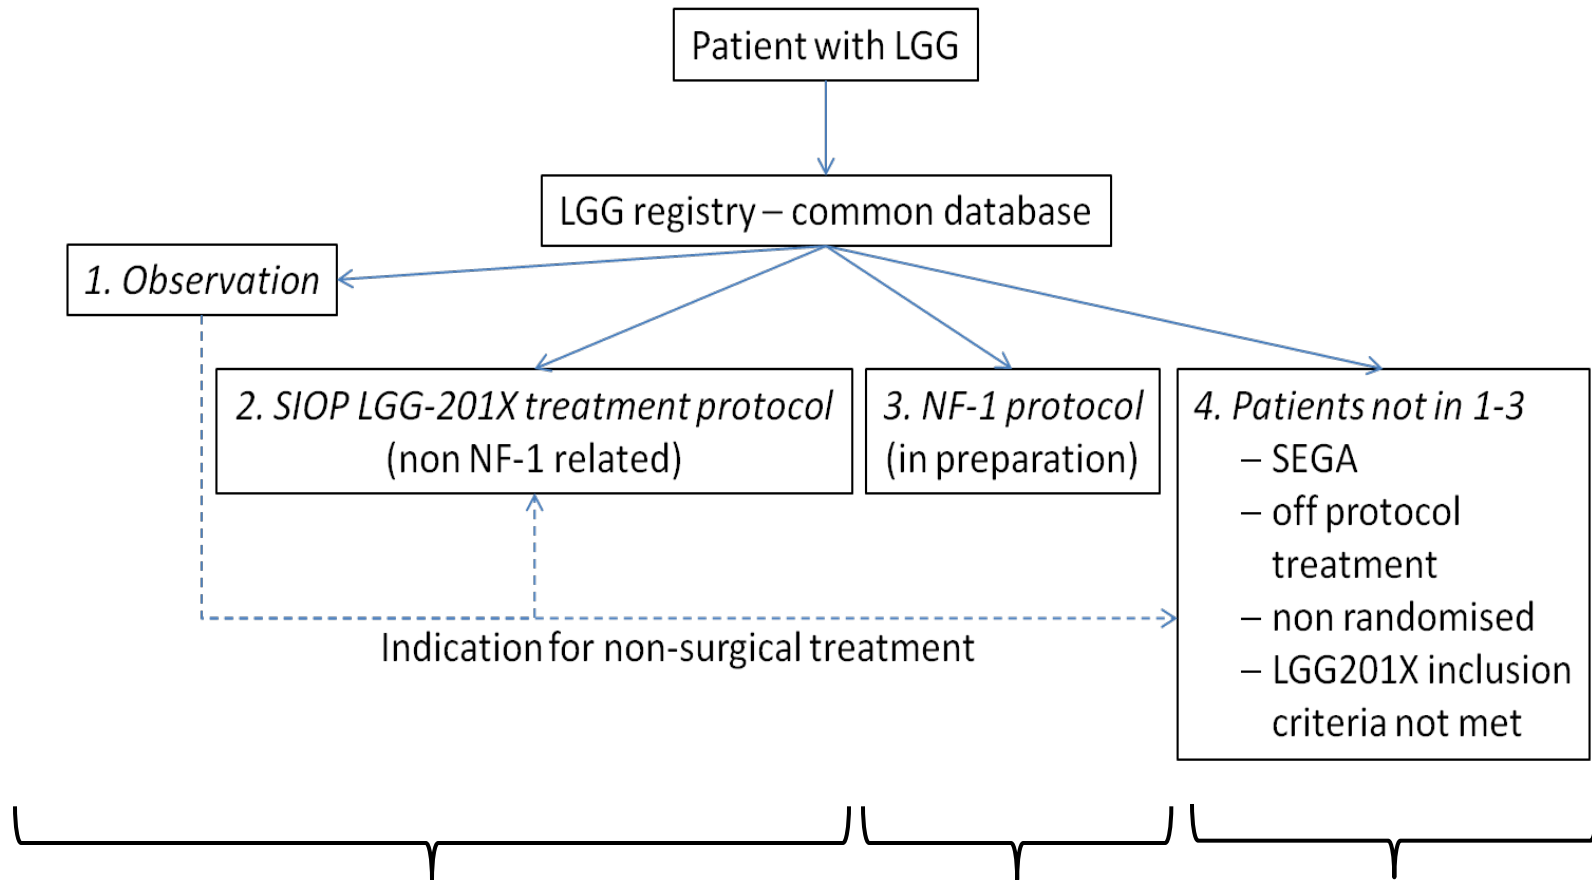 Patient with LGG
LGG registry – common database
1. Observation
2. SIOP LGG-201X treatment protocol
(non NF-1 related)
3. NF-1 protocol
(in preparation)
4. Patients not in 1-3
– SEGA
– off protocol
treatment
– non randomised
– LGG201X inclusion
criteria not met
Indication for non-surgical treatment